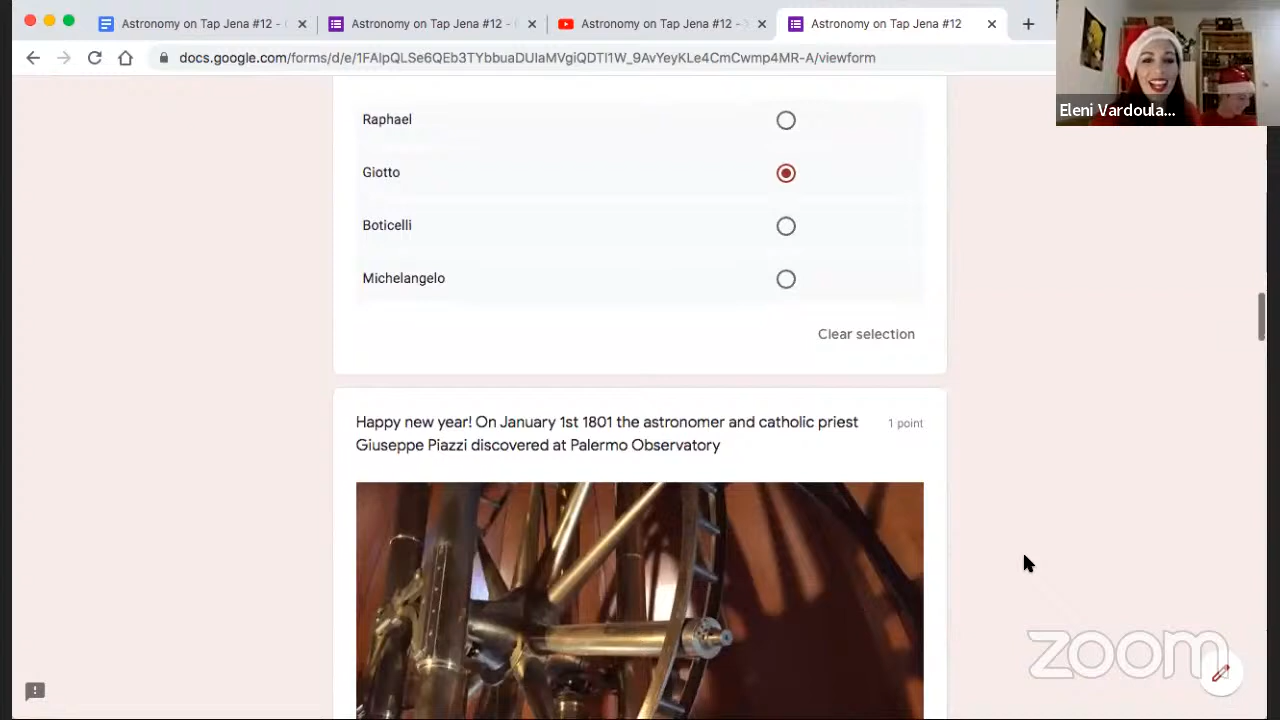 Astronomy on Tap Jena #12 -
Astronomy on Tap Jena #12 -
Astronomy on Tap Jena #12 -
Astronomy on Tap Jena #12
docs.google.com/forms/d/e/1FAIpQLSe6QEb3TYbbuaDUIaMVgiQDTI1W_9AvYeyKLe4CmCwmp4MR-A/viewform
Eleni Vardoula...
Raphael
Giotto
Boticelli
Michelangelo
Clear selection
Happy new year! On January 1st 1801 the astronomer and catholic priest
1 point
Giuseppe Piazzi discovered at Palermo Observatory
zoom